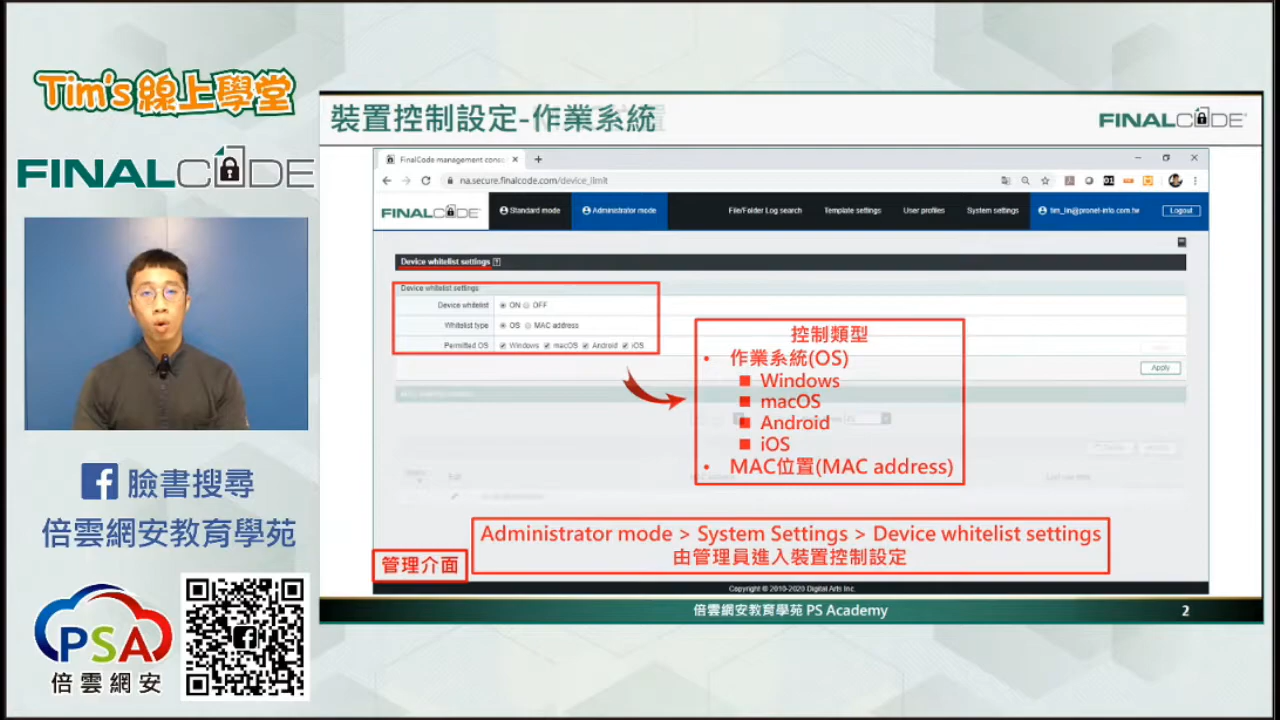 Tim's線上學堂
FINALCODE
臉書搜尋
倍雲網安教育學苑
PSA
倍雲網安
裝置控制設定-作業系統
FINALCODE
FinalCode management conso
na.secure.finalcode.com/device_limit
FINALCODE
Standard mode
Administrator mode
File/Folder Log search
Template settings
User profiles
System settings
tim_lin@pronet-info.com.tw
Logout
Device whitelist settings
Device whitelist settings
Device whitelist ON OFF
Whitelist type OS MAC address
Permitted OS Windows macOS Android iOS
Apply
控制類型
• 作業系統(OS)
■ Windows
■ macOS
■ Android
■ iOS
• MAC位置(MAC address)
Administrator mode > System Settings > Device whitelist settings
由管理員進入裝置控制設定
管理介面
Copyright © 2010-2020 Digital Arts Inc.
倍雲網安教育學苑 PS Academy
2